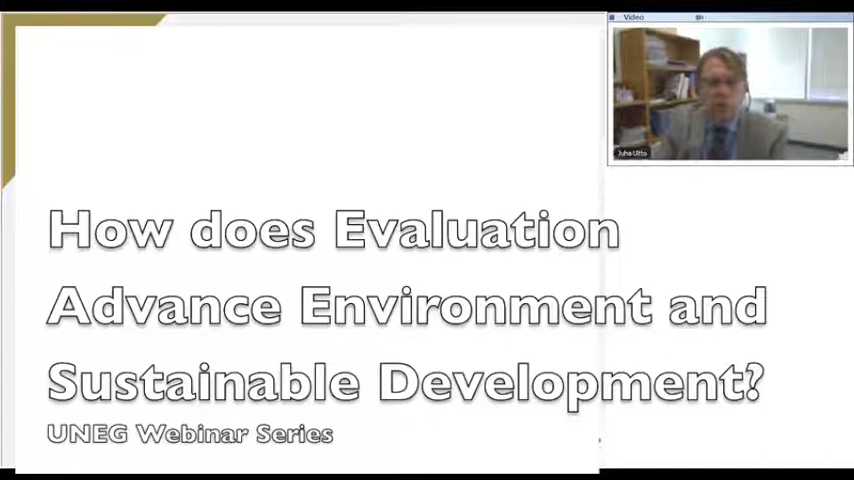 Video
Juha Uitto
How does Evaluation
Advance Environment and
Sustainable Development?
UNEG Webinar Series